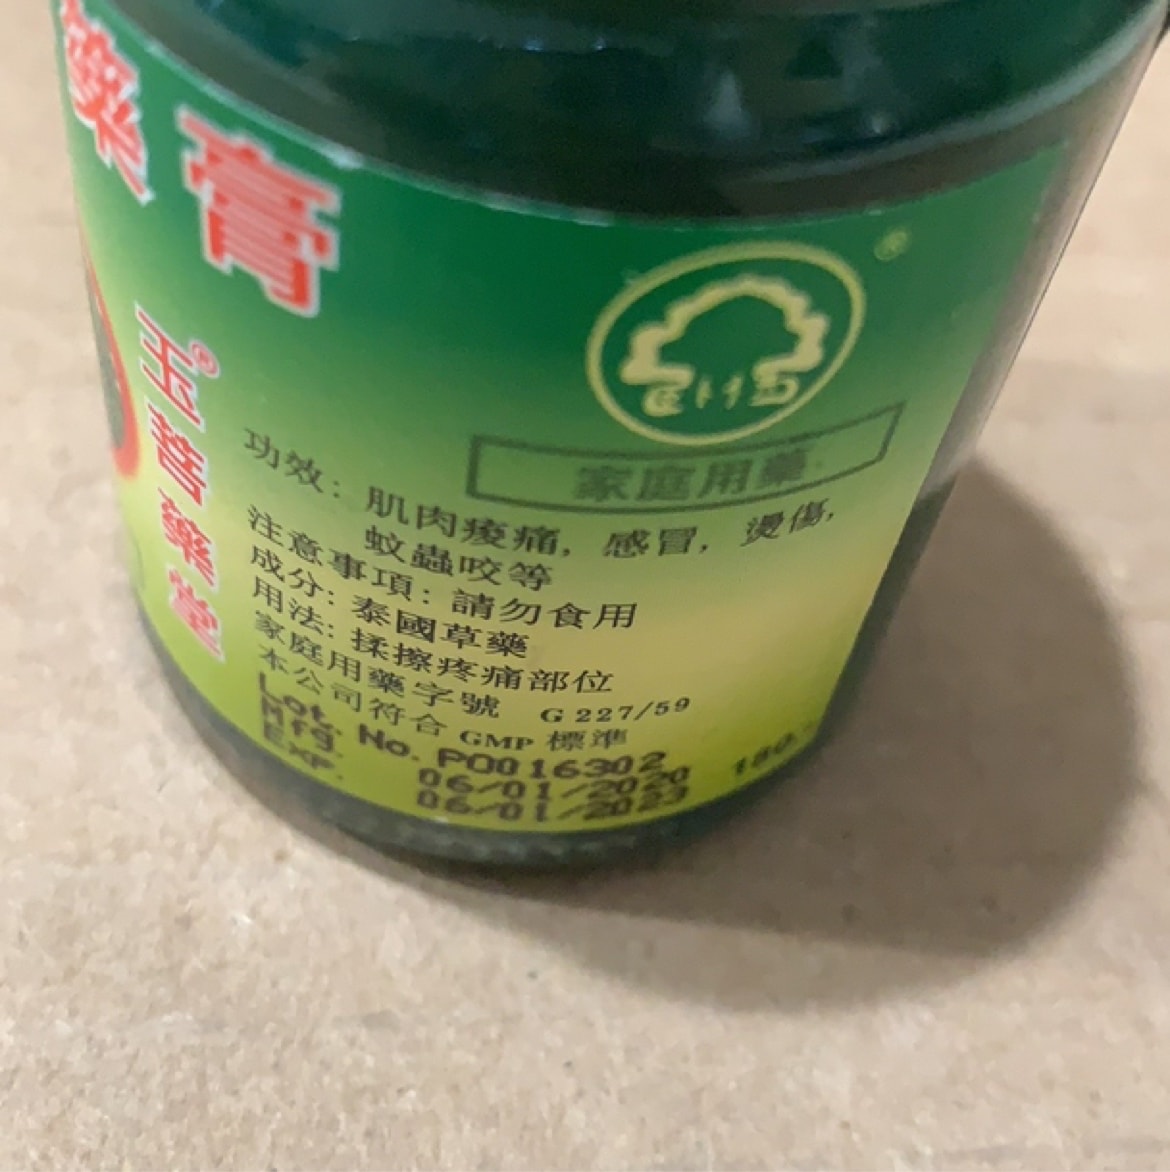 藥膏
®
玉®善藥堂
家庭用藥
功效：肌肉痠痛，感冒，燙傷，
蚊蟲咬等
注意事項：請勿食用
成分：泰國草藥
用法：揉擦疼痛部位
家庭用藥字號 G 227/59
本公司符合 GMP 標準
Lot. No. P0016302
Mfg. 06/01/2020
Exp. 06/01/2023